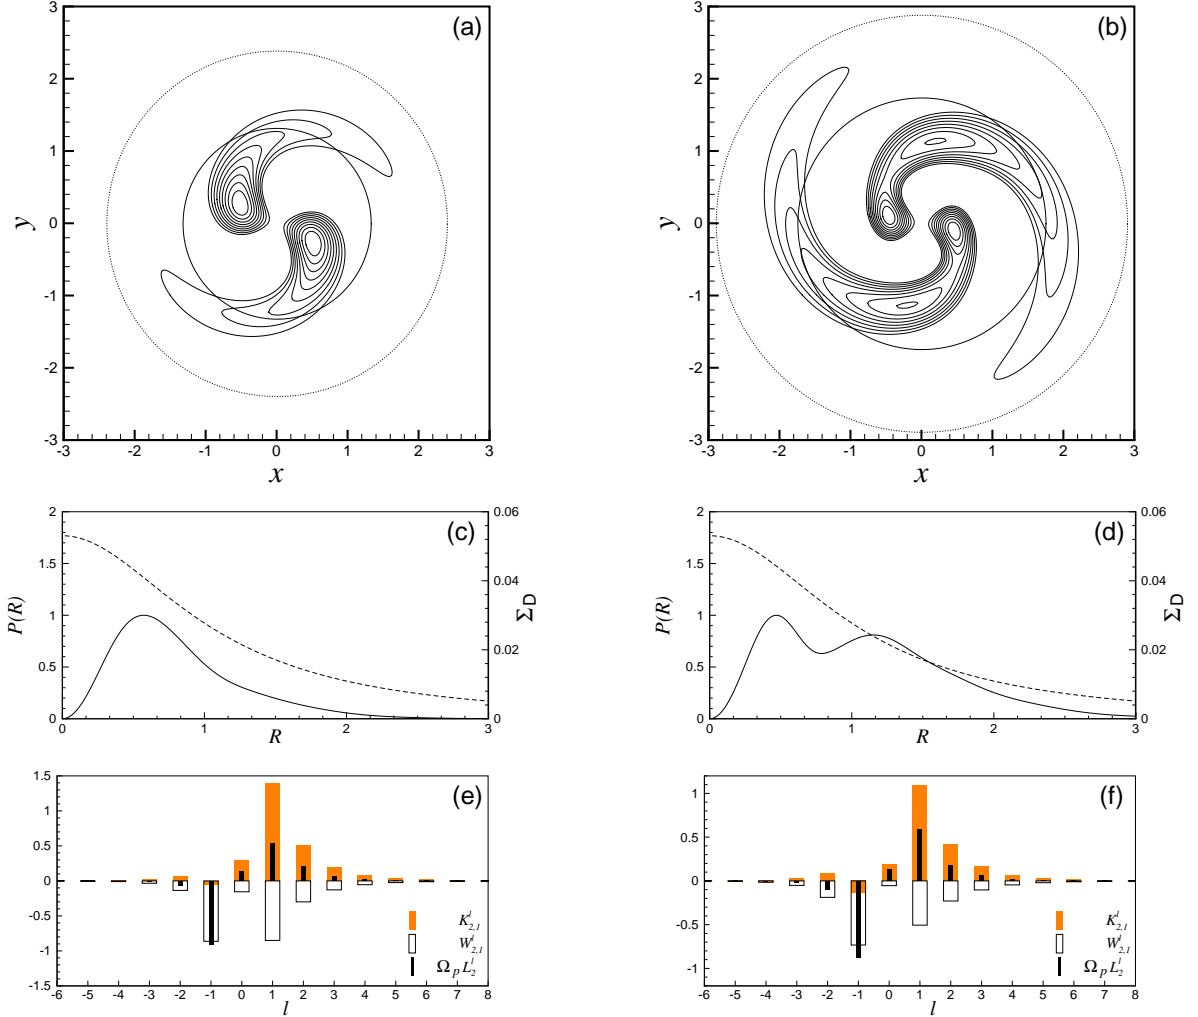 (a)
3
2
1
0
-1
-2
-3
y
-3 -2 -1 0 1 2 3
x
(b)
3
2
1
0
-1
-2
-3
y
-3 -2 -1 0 1 2 3
x
(c)
2
1.5
1
0.5
0
P(R)
0.06
0.04
0.02
0
Σ_D
0 1 2 3
R
(d)
2
1.5
1
0.5
0
P(R)
0.06
0.04
0.02
0
Σ_D
0 1 2 3
R
(e)
1.5
1
0.5
0
-0.5
-1
-1.5
K^l_{2,1}
W^l_{2,1}
Ω_p L^l_2
-6 -5 -4 -3 -2 -1 0 1 2 3 4 5 6 7 8
l
(f)
1
0.5
0
-0.5
-1
K^l_{2,1}
W^l_{2,1}
Ω_p L^l_2
-6 -5 -4 -3 -2 -1 0 1 2 3 4 5 6 7 8
l